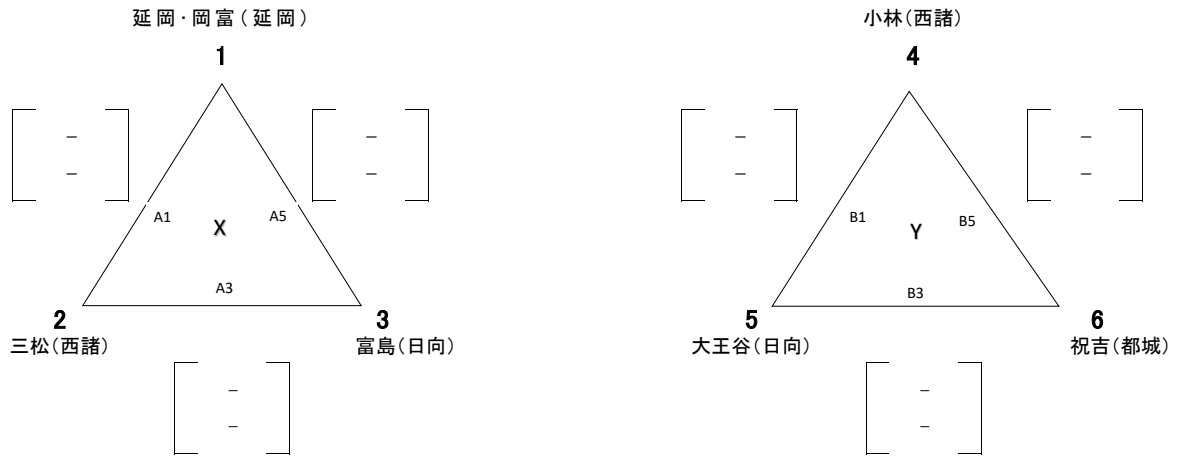 延岡・岡富(延岡)
1
–
–
–
–
A1
X
A5
A3
2
3
三松(西諸)
富島(日向)
–
–
小林(西諸)
4
–
–
–
–
B1
Y
B5
B3
5
6
大王谷(日向)
祝吉(都城)
–
–